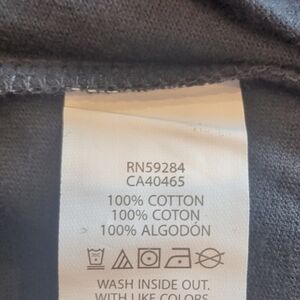 RN59284
CA40465
100% COTTON
100% COTON
100% ALGODÓN
WASH INSIDE OUT.
WITH LIKE COLORS